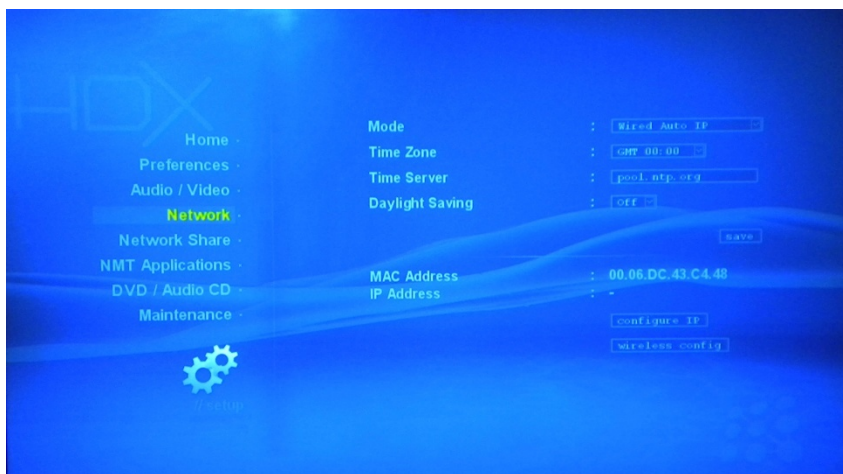 HDX
Home
Preferences
Audio / Video
Network
Network Share
NMT Applications
DVD / Audio CD
Maintenance
// setup
Mode : Wired Auto IP
Time Zone : GMT 00:00
Time Server : pool.ntp.org
Daylight Saving : Off
save
MAC Address : 00.06.DC.43.C4.48
IP Address : -
configure IP
wireless config